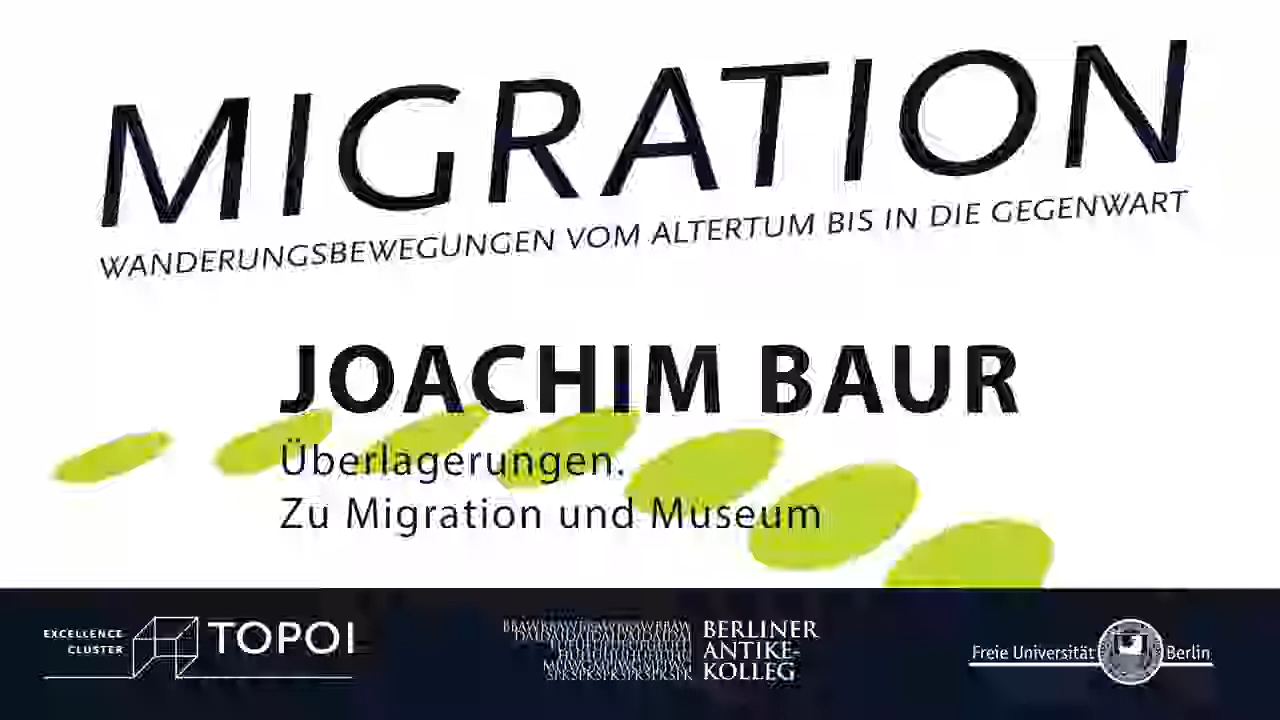 MIGRATION
WANDERUNGSBEWEGUNGEN VOM ALTERTUM BIS IN DIE GEGENWART
JOACHIM BAUR
Überlagerungen.
Zu Migration und Museum
EXCELLENCE
CLUSTER
TOPOI
BERLINER
ANTIKE-
KOLLEG
Freie Universität Berlin